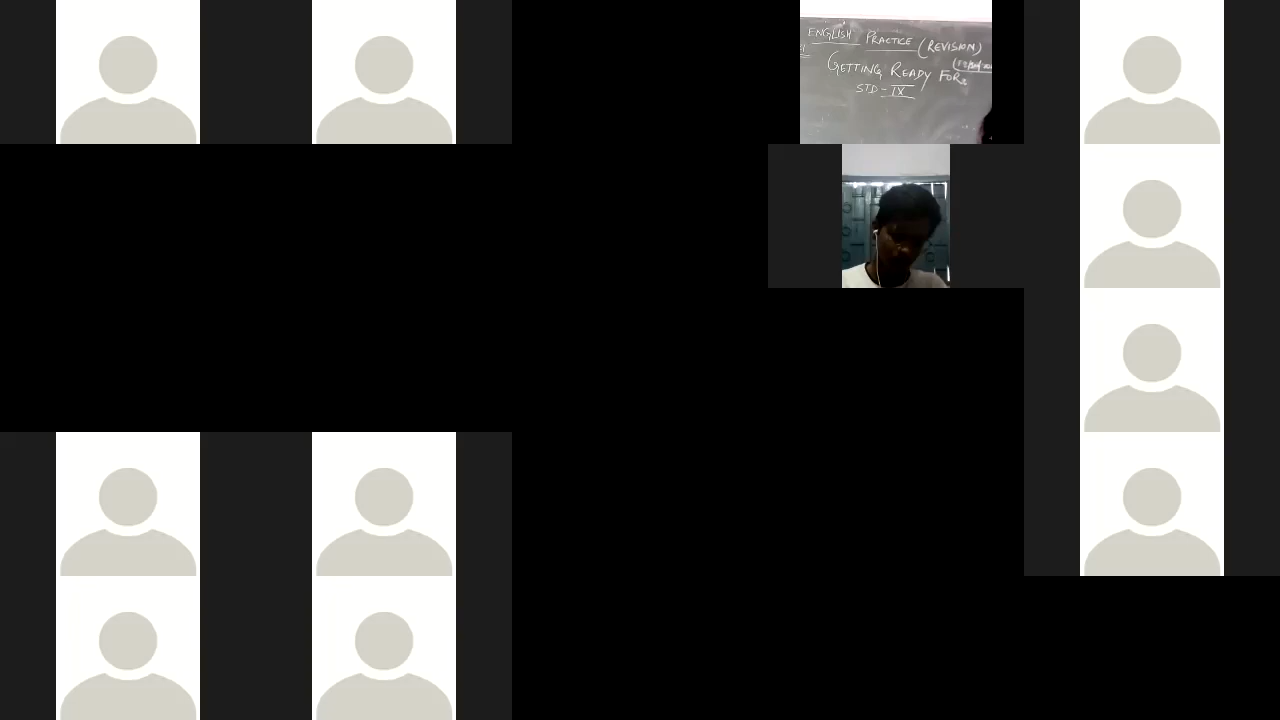 ENGLISH PRACTICE (REVISION)
GETTING READY FOR
STD - IX